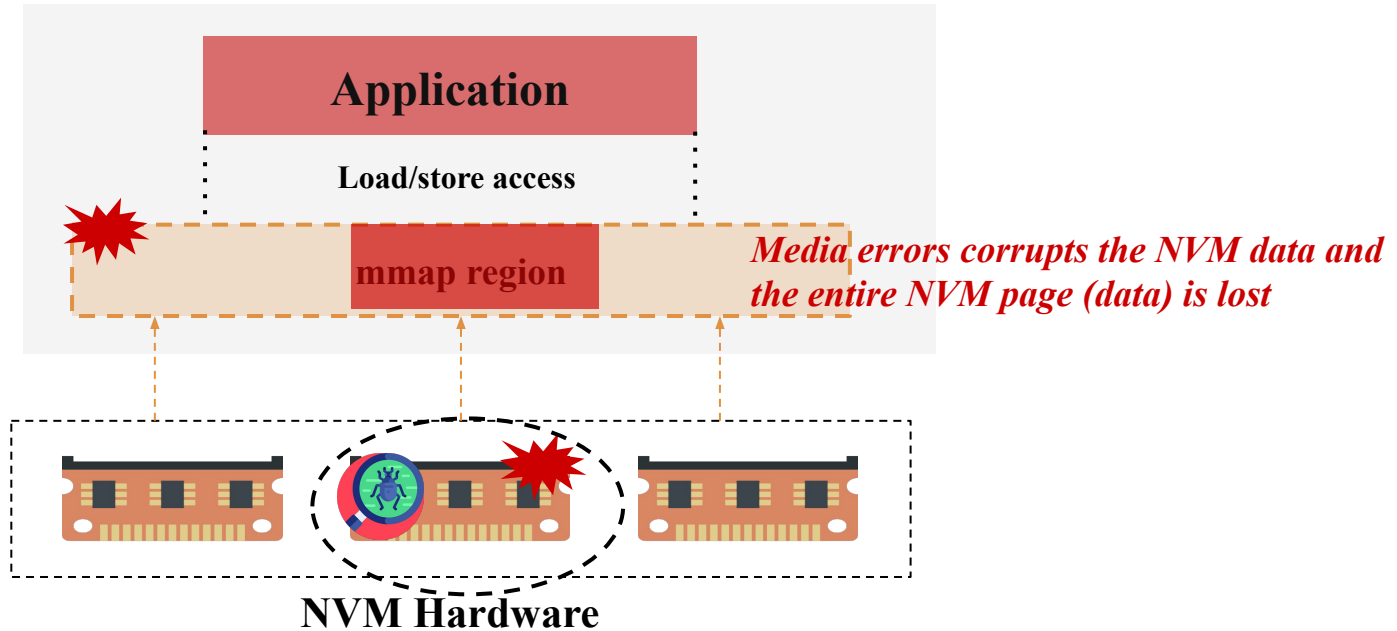 Application
Load/store access
mmap region
Media errors corrupts the NVM data and
the entire NVM page (data) is lost
NVM Hardware